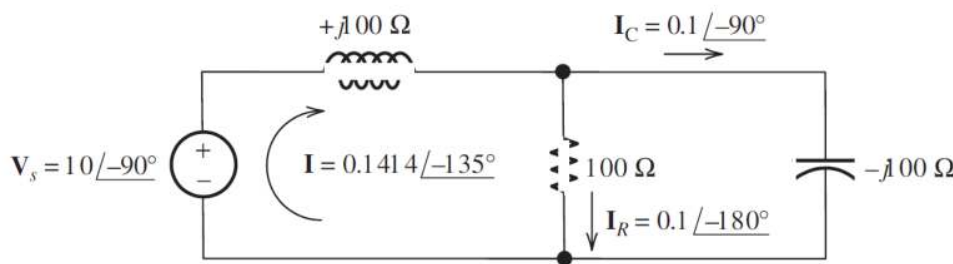 +j100 Ω
I_C = 0.1/–90°
V_s = 10/–90°
+
–
I = 0.1414/–135°
100 Ω
–j100 Ω
I_R = 0.1/–180°